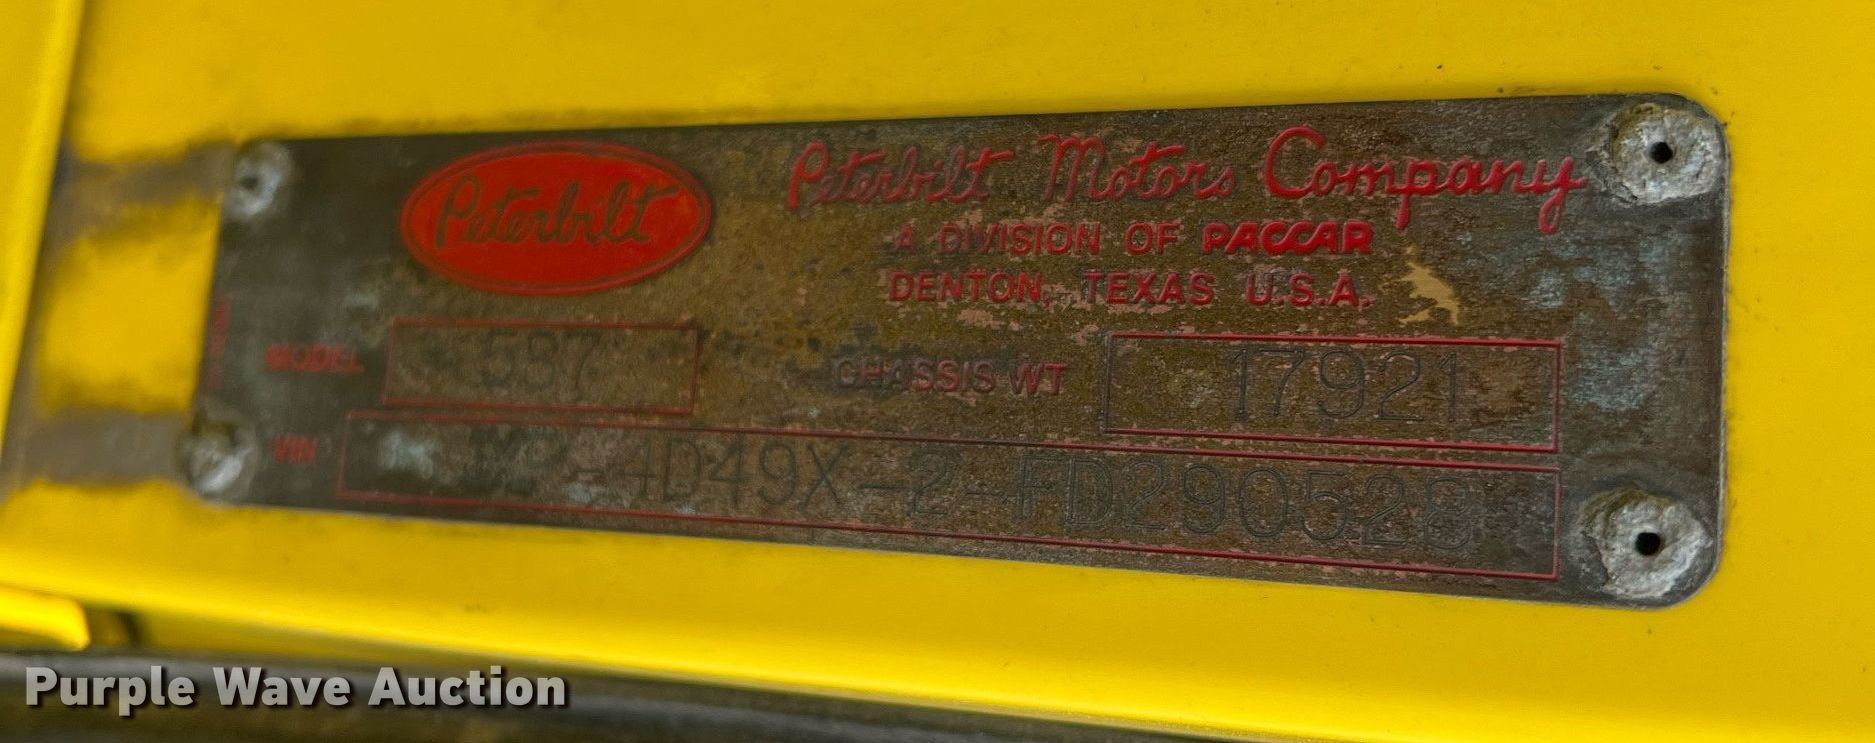 Peterbilt
Peterbilt Motors Company
A DIVISION OF PACCAR
DENTON, TEXAS U.S.A.
MODEL 587
CHASSIS WT 17921
VIN -4D49X-2-FD290528
Purple Wave Auction